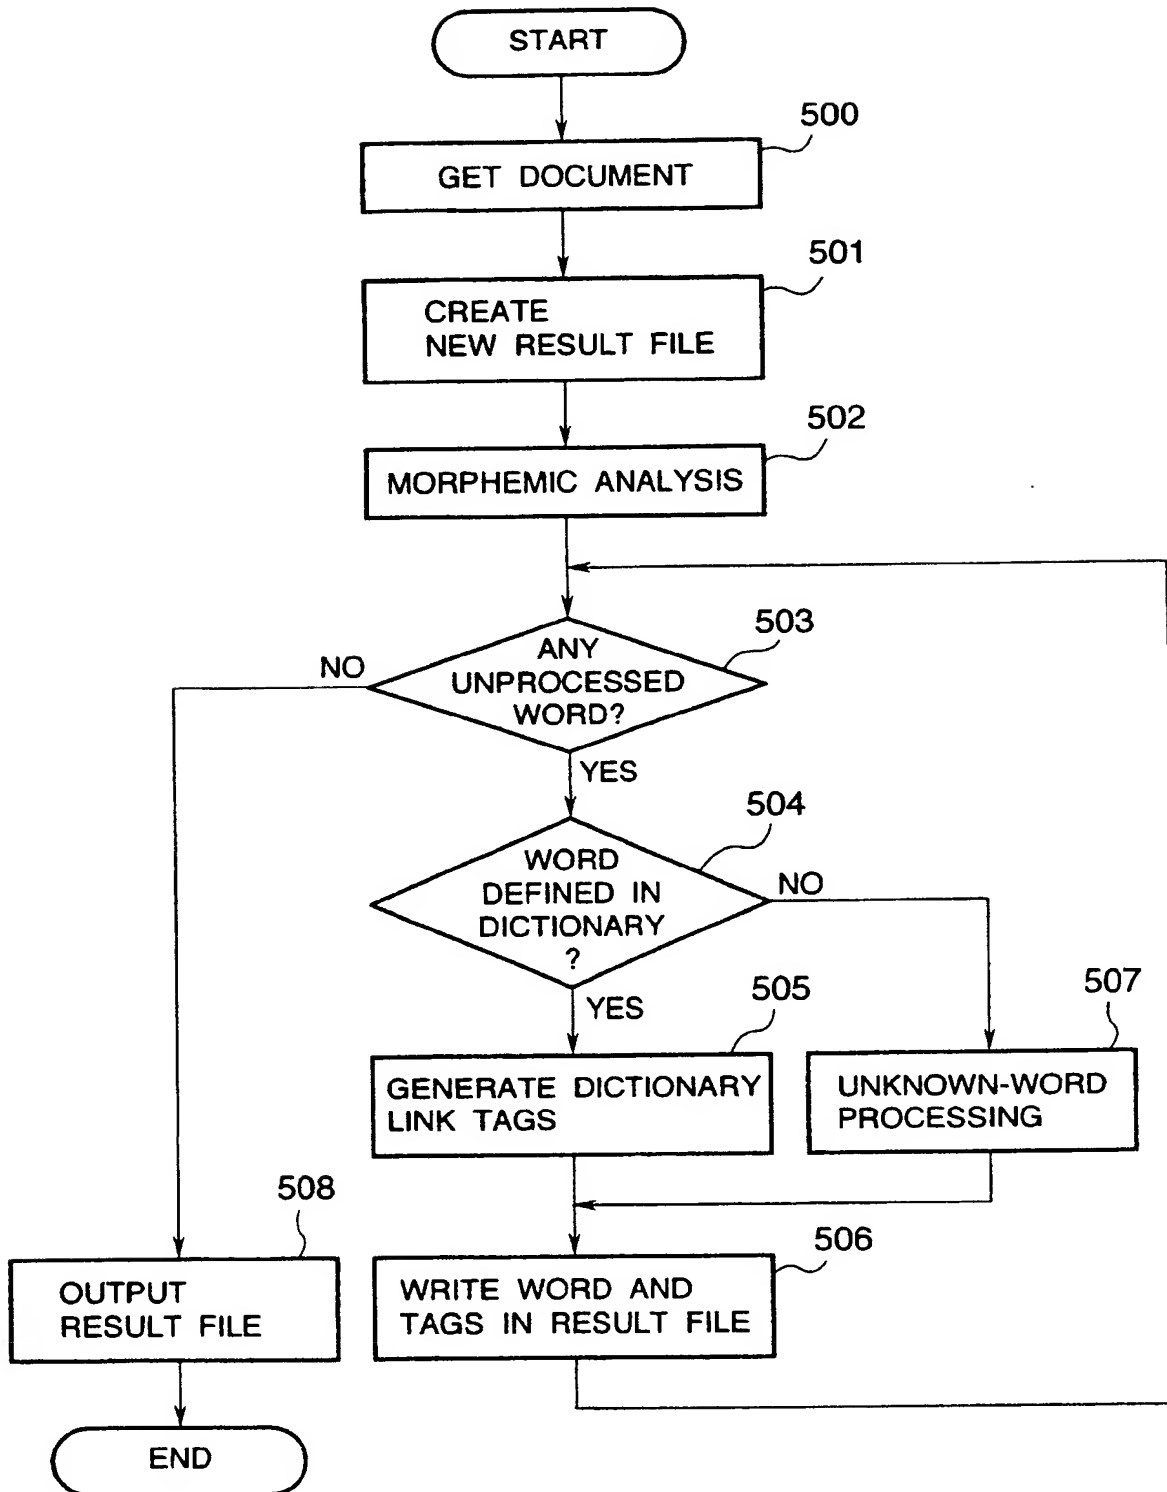 START
500
GET DOCUMENT
501
CREATE
NEW RESULT FILE
502
MORPHEMIC ANALYSIS
503
NO
ANY
UNPROCESSED
WORD?
YES
504
WORD
DEFINED IN
DICTIONARY
?
NO
YES
505
507
GENERATE DICTIONARY
LINK TAGS
UNKNOWN-WORD
PROCESSING
508
506
OUTPUT
RESULT FILE
WRITE WORD AND
TAGS IN RESULT FILE
END